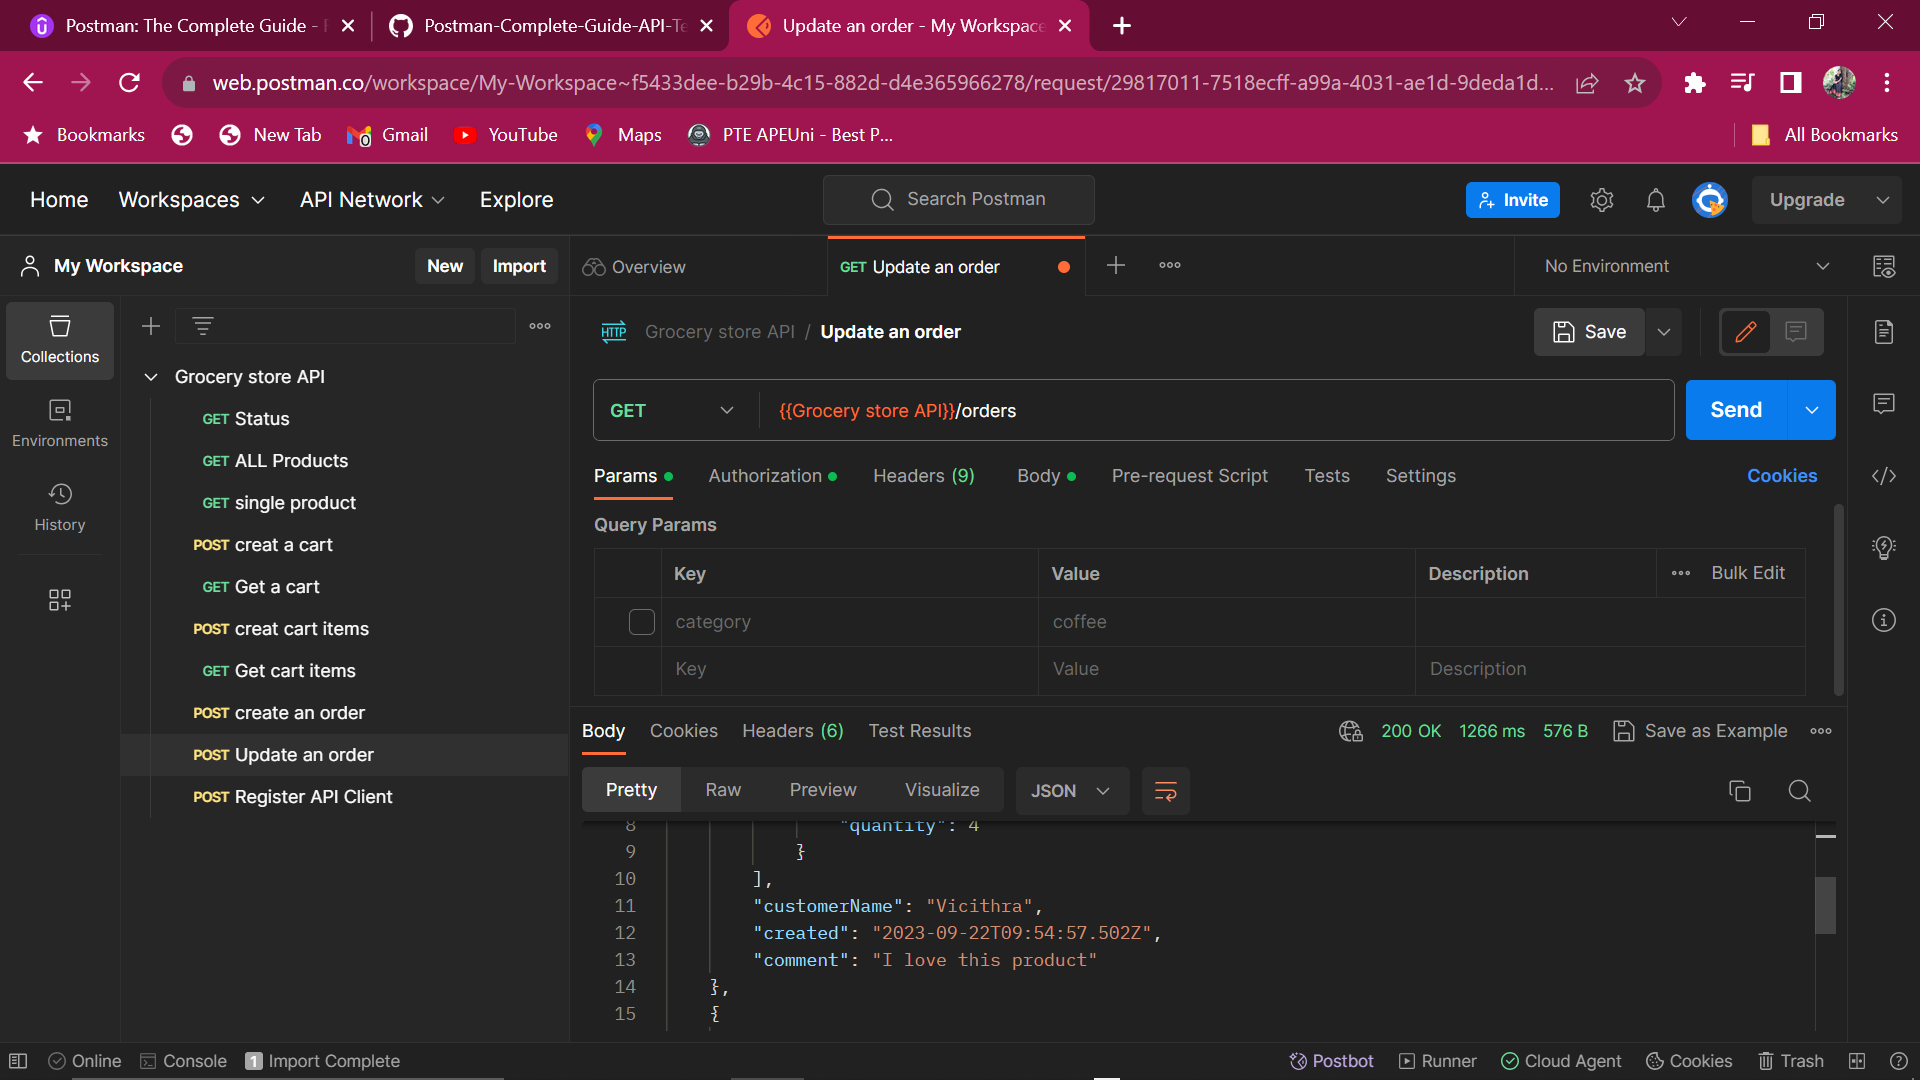 Postman: The Complete Guide -
Postman-Complete-Guide-API-Te
Update an order - My Workspace
web.postman.co/workspace/My-Workspace~f5433dee-b29b-4c15-882d-d4e365966278/request/29817011-7518ecff-a99a-4031-ae1d-9deda1d...
Bookmarks
New Tab
Gmail
YouTube
Maps
PTE APEUni - Best P...
All Bookmarks
Home
Workspaces
API Network
Explore
Search Postman
Invite
Upgrade
My Workspace
New
Import
Overview
GET Update an order
No Environment
Collections
Environments
History
Grocery store API
GET Status
GET ALL Products
GET single product
POST creat a cart
GET Get a cart
POST creat cart items
GET Get cart items
POST create an order
POST Update an order
POST Register API Client
HTTP Grocery store API / Update an order
Save
GET
{{Grocery store API}}/orders
Send
Params
Authorization
Headers (9)
Body
Pre-request Script
Tests
Settings
Cookies
Query Params
Key
Value
Description
Bulk Edit
category
coffee
Key
Value
Description
Body
Cookies
Headers (6)
Test Results
200 OK
1266 ms
576 B
Save as Example
Pretty
Raw
Preview
Visualize
JSON
8 "quantity": 4
9 }
10 ],
11 "customerName": "Vicithra",
12 "created": "2023-09-22T09:54:57.502Z",
13 "comment": "I love this product"
14 },
15 {
Online
Console
1 Import Complete
Postbot
Runner
Cloud Agent
Cookies
Trash